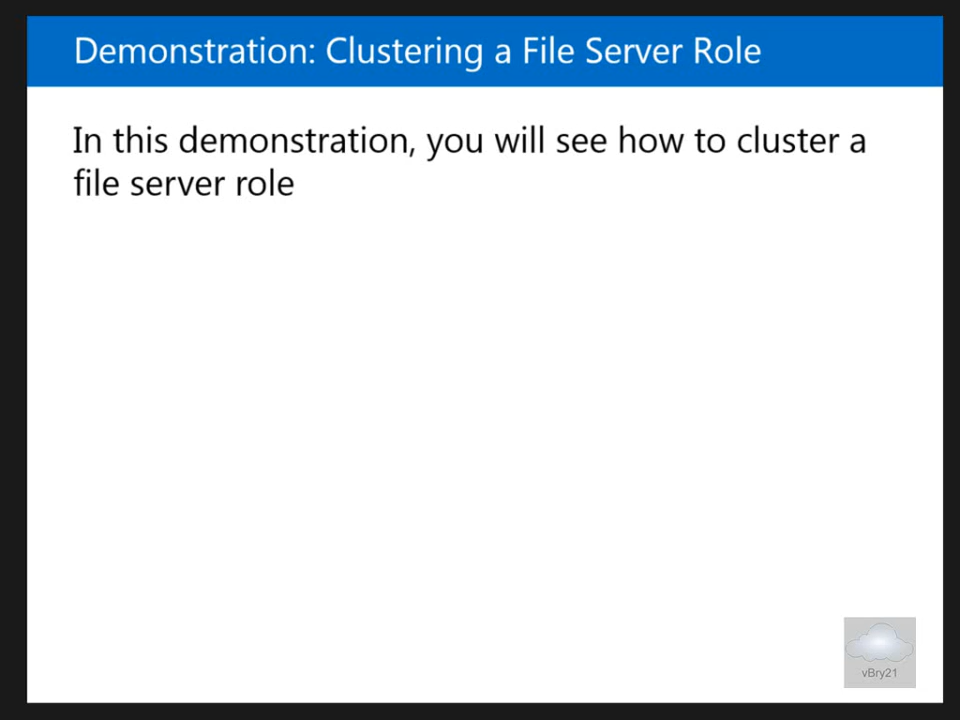 Demonstration: Clustering a File Server Role
In this demonstration, you will see how to cluster a
file server role
vBry21